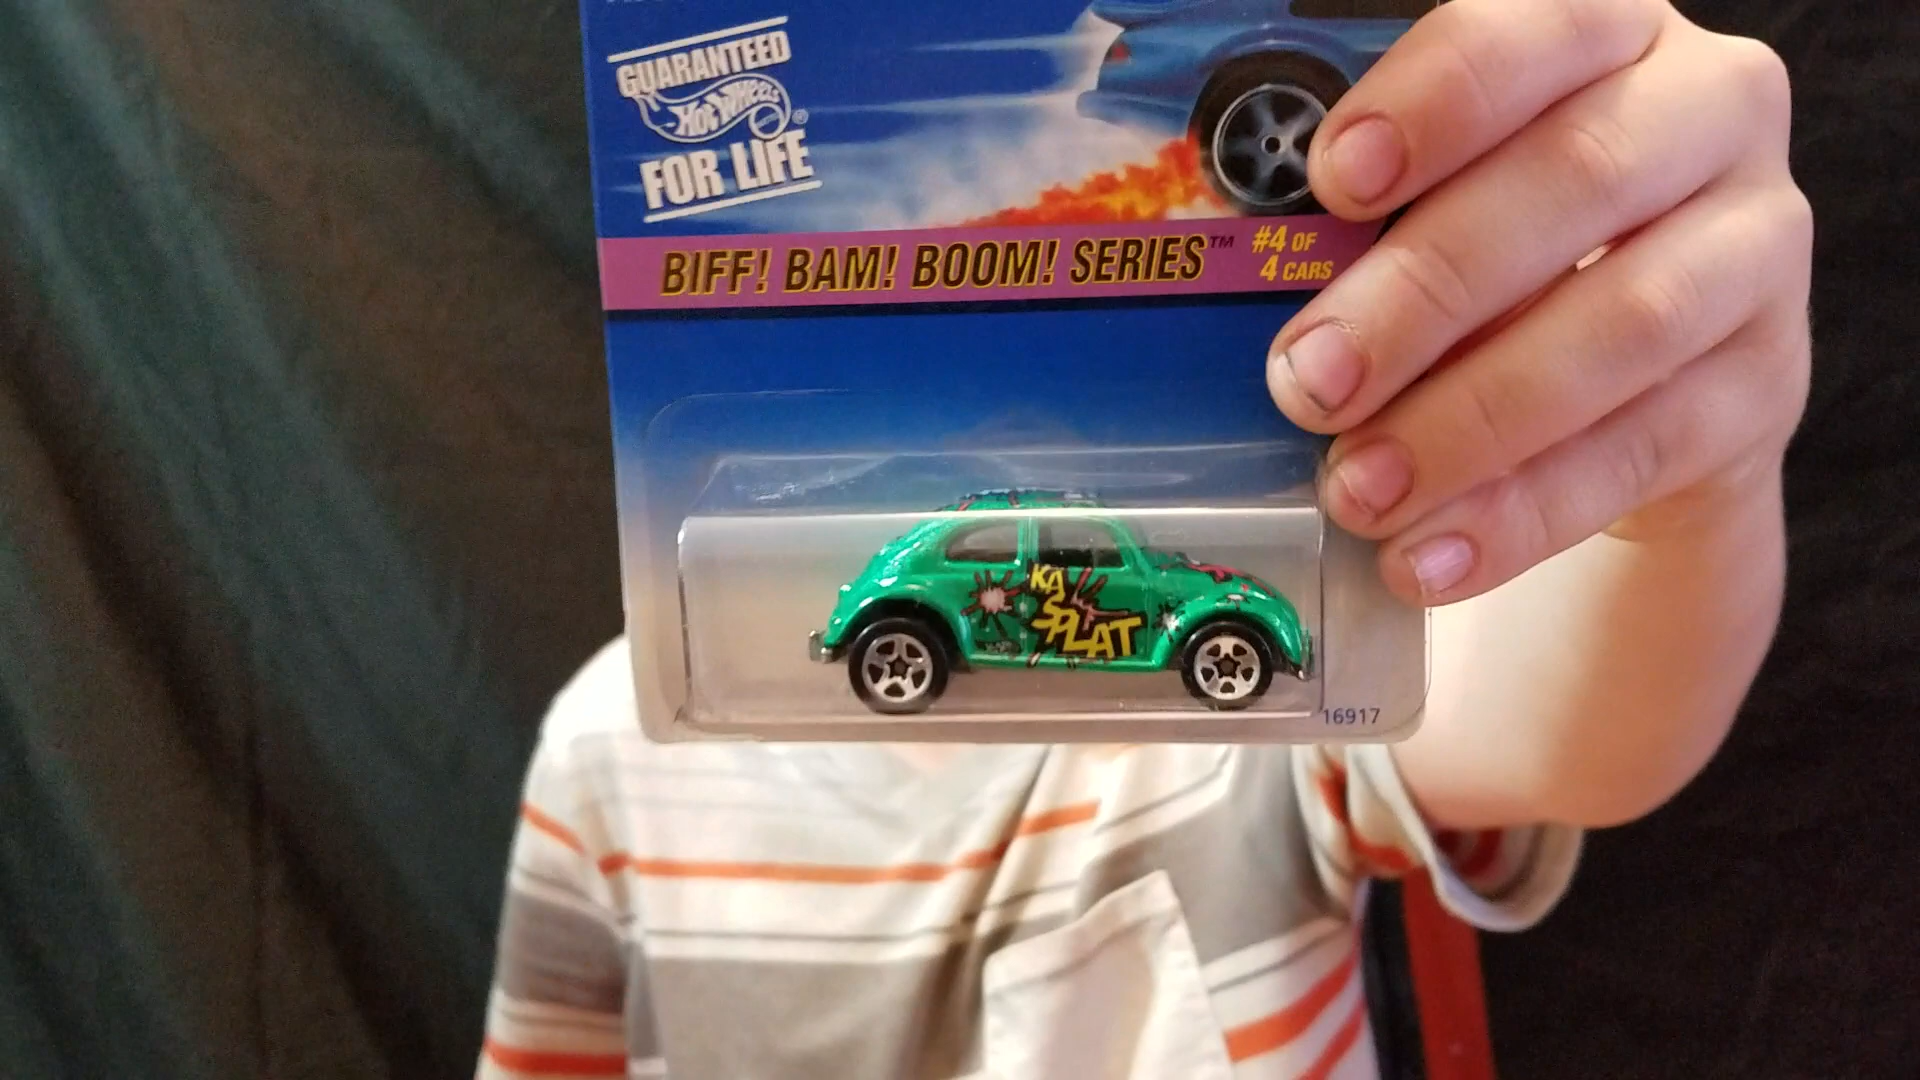 GUARANTEED
Hot Wheels®
FOR LIFE
BIFF! BAM! BOOM! SERIES™
#4 OF
4 CARS
KA
SPLAT
16917